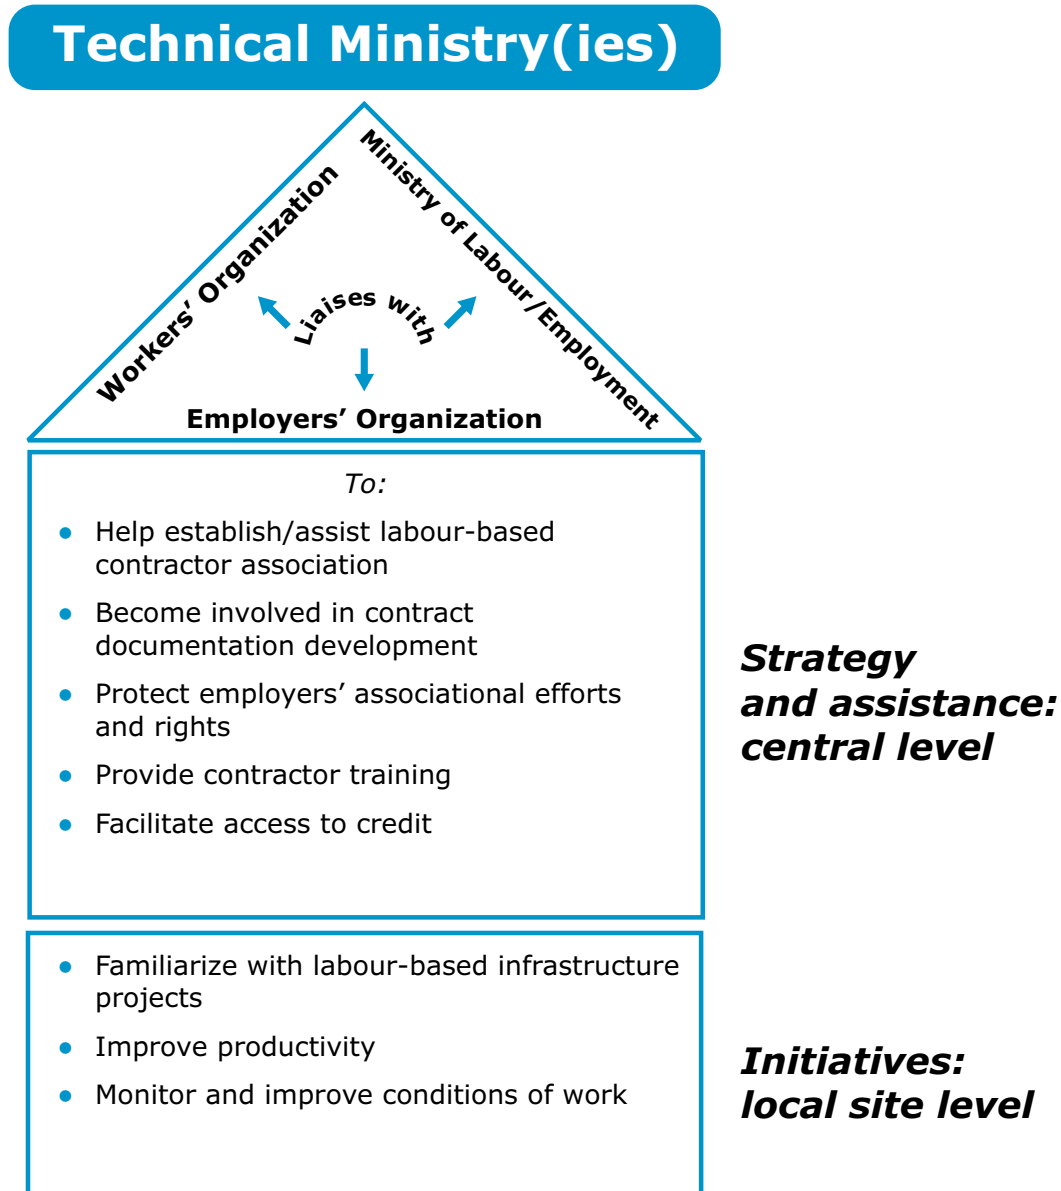 Technical Ministry(ies)
Workers’ Organization
Ministry of Labour/Employment
Liaises with
Employers’ Organization
To:
• Help establish/assist labour-based
contractor association
• Become involved in contract
documentation development
• Protect employers’ associational efforts
and rights
• Provide contractor training
• Facilitate access to credit
Strategy
and assistance:
central level
• Familiarize with labour-based infrastructure
projects
• Improve productivity
• Monitor and improve conditions of work
Initiatives:
local site level